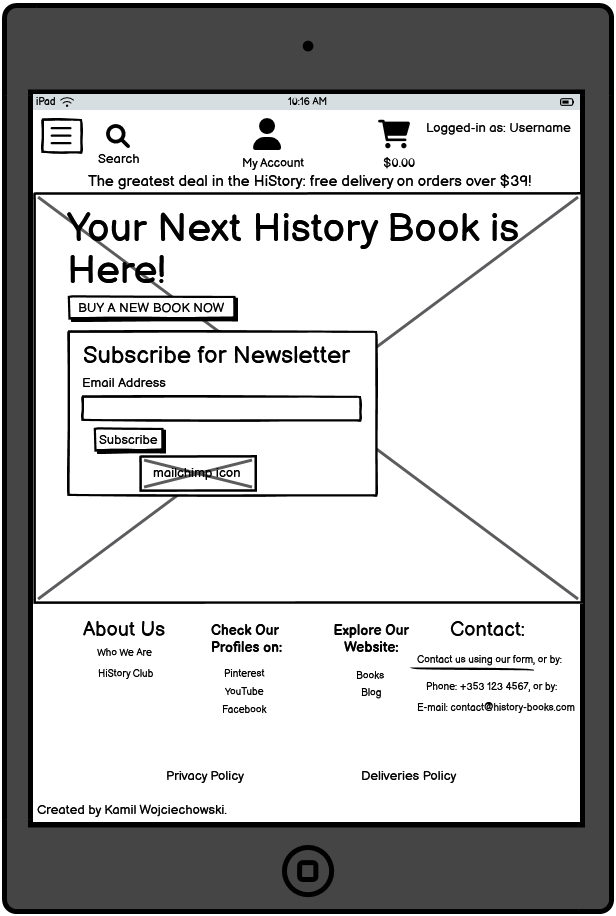 iPad 10:16 AM
Logged-in as: Username
Search My Account $0.00
The greatest deal in the HiStory: free delivery on orders over $39!
Your Next History Book is
Here!
BUY A NEW BOOK NOW
Subscribe for Newsletter
Email Address
Subscribe
mailchimp icon
About Us
Who We Are
HiStory Club
Check Our
Profiles on:
Pinterest
YouTube
Facebook
Explore Our
Website:
Books
Blog
Contact:
Contact us using our form, or by:
Phone: +353 123 4567, or by:
E-mail: contact@history-books.com
Privacy Policy Deliveries Policy
Created by Kamil Wojciechowski.